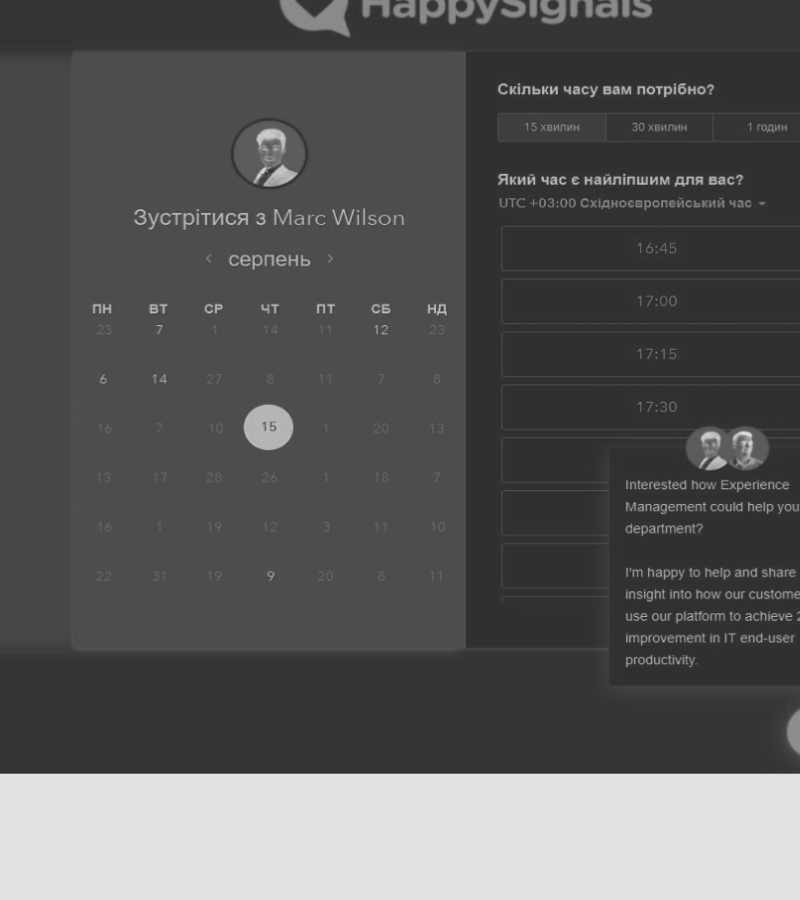 HappySignals
Зустрітися з Marc Wilson
серпень
ПН ВТ СР ЧТ ПТ СБ НД
23 7 1 14 11 12 23
6 14 27 8 11 7 8
16 7 10 15 1 20 13
13 17 28 26 1 18 7
16 1 19 12 3 11 10
22 31 19 9 20 8 11
Скільки часу вам потрібно?
15 хвилин 30 хвилин 1 годин
Який час є найліпшим для вас?
UTC +03:00 Східноєвропейський час
16:45
17:00
17:15
17:30
Interested how Experience
Management could help you
department?
I'm happy to help and share
insight into how our custome
use our platform to achieve 2
improvement in IT end-user
productivity.